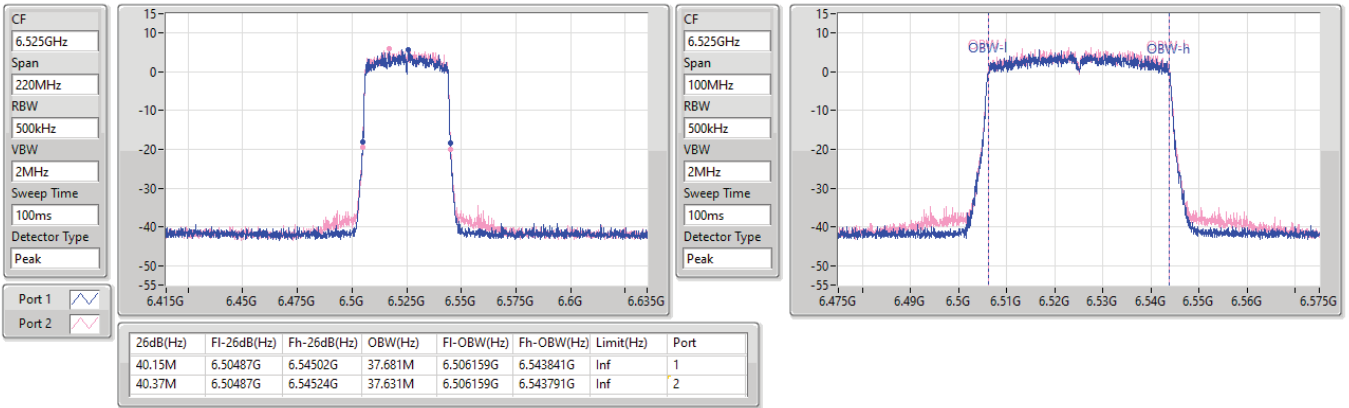 CF
6.525GHz
Span
220MHz
RBW
500kHz
VBW
2MHz
Sweep Time
100ms
Detector Type
Peak
Port 1
Port 2
15-
10-
0-
-10-
-20-
-30-
-40-
-50-
-55-
6.415G 6.45G 6.475G 6.5G 6.525G 6.55G 6.575G 6.6G 6.635G
CF
6.525GHz
Span
100MHz
RBW
500kHz
VBW
2MHz
Sweep Time
100ms
Detector Type
Peak
15-
10-
0-
-10-
-20-
-30-
-40-
-50-
-55-
OBW-l OBW-h
6.475G 6.49G 6.5G 6.51G 6.52G 6.53G 6.54G 6.55G 6.56G 6.575G
26dB(Hz) Fl-26dB(Hz) Fh-26dB(Hz) OBW(Hz) Fl-OBW(Hz) Fh-OBW(Hz) Limit(Hz) Port
40.15M 6.50487G 6.54502G 37.681M 6.506159G 6.543841G Inf 1
40.37M 6.50487G 6.54524G 37.631M 6.506159G 6.543791G Inf 2